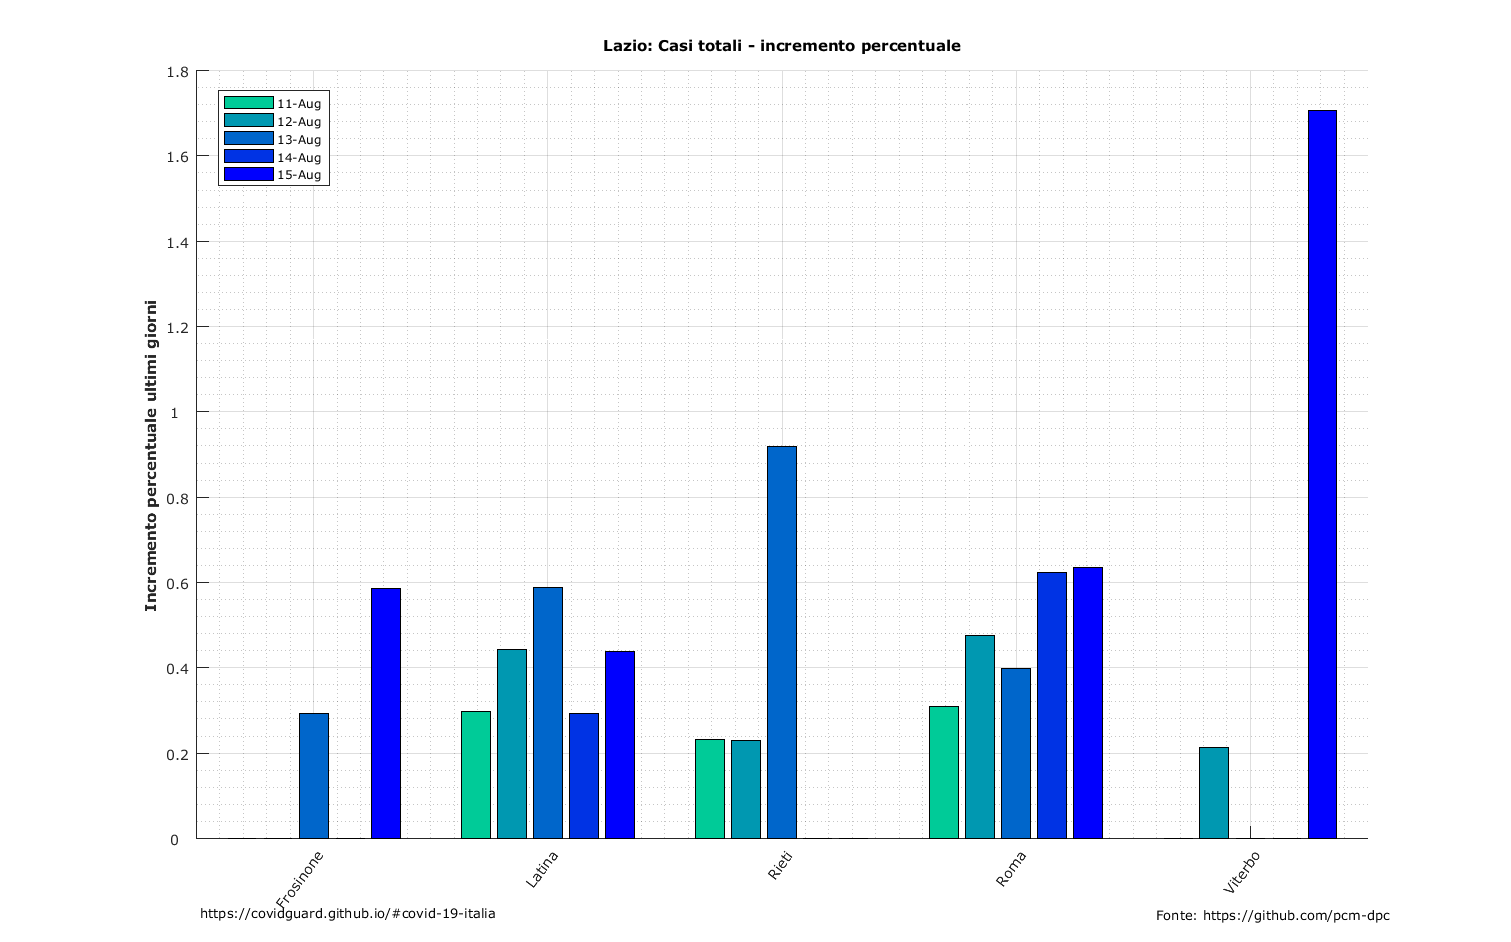 Lazio: Casi totali - incremento percentuale
1.8
1.6
1.4
1.2
1
0.8
0.6
0.4
0.2
0
Incremento percentuale ultimi giorni
11-Aug
12-Aug
13-Aug
14-Aug
15-Aug
Frosinone
Latina
Rieti
Roma
Viterbo
https://covidguard.github.io/#covid-19-italia
Fonte: https://github.com/pcm-dpc